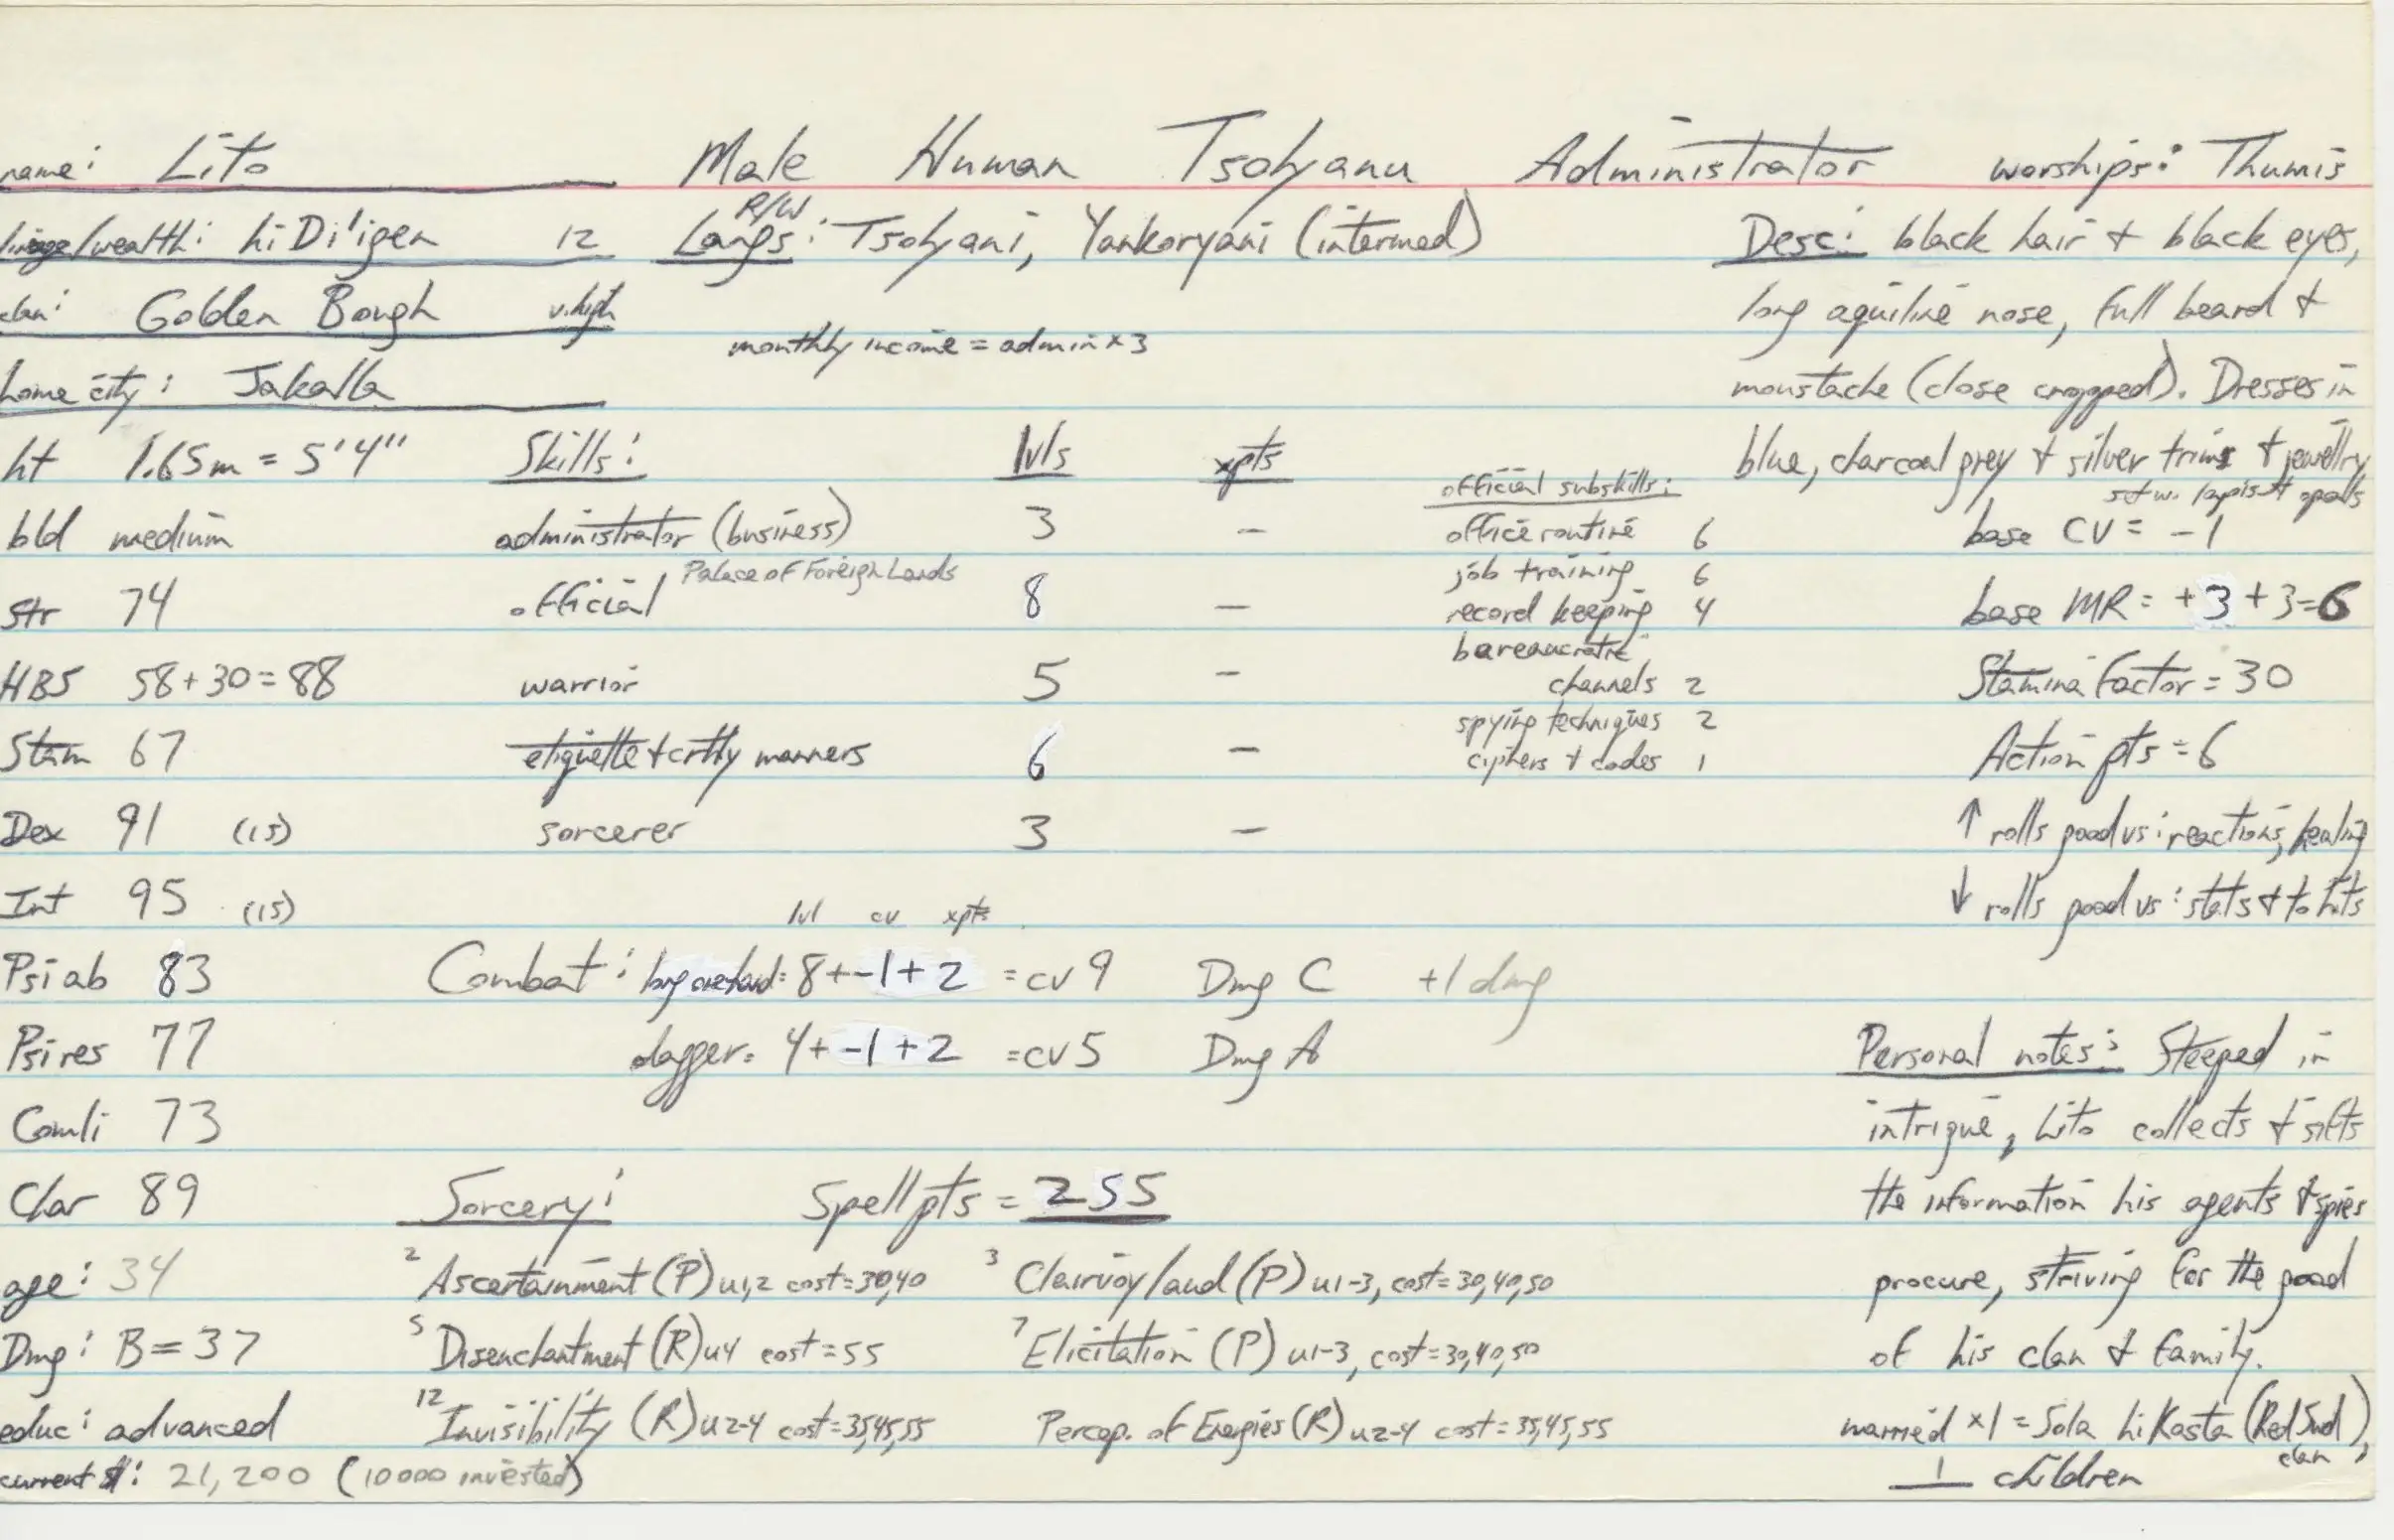 name: Lito Male Human Tsolyanu Administrator worships: Thumis
lineage/wealth: hi Di'igen 12 R/W Langs: Tsolyani, Yankoryani (intermed) Desc: black hair + black eyes,
clan: Golden Bough v.high long aquiline nose, full beard +
monthly income = admin x 3
home city: Jakalla moustache (close cropped). Dresses in
ht 1.65m = 5'4" Skills: lvls xpts blue, charcoal grey + silver trims + jewellry
official subskills: set w. lapis + opals
bld medium administrator (business) 3 – office routine 6 base CV = -1
Palace of Foreign Lands job training 6
Str 74 official 8 – record keeping 4 base MR = +3+3=6
bareaucratic
HBS 58+30=88 warrior 5 – channels 2 Stamina Factor = 30
spying techniques 2
Stam 67 etiquette + crtly manners 6 – ciphers + codes 1 Action pts = 6
Dex 91 (15) sorcerer 3 – ↑ rolls good vs: reactions, healing
Int 95 (15) lvl cv xpts ↓ rolls good vs: stats + to hits
Psi ab 83 Combat: long onehand: 8+-1+2 = cv 9 Dmg C +1 dmg
Psi res 77 dagger: 4+-1+2 = cv 5 Dmg A Personal notes: Steeped in
Comli 73 intrigue, Lito collects + sifts
Char 89 Sorcery: Spell pts = 255 the information his agents + spies
age: 34 2 Ascertainment (P) u1,2 cost=30,40 3 Clairvoy/aud (P) u1-3, cost=30,40,50 procure, striving for the good
Dmg: B=37 5 Disenchantment (R) u4 cost=55 7 Elicitation (P) u1-3, cost=30,40,50 of his clan + family.
educ: advanced 12 Invisibility (R) u2-4 cost=35,45,55 Percep. of Energies (R) u2-4 cost=35,45,55 married x1 = Sola hiKasta (Red Sword clan),
current $: 21,200 (10000 invested) 1 children